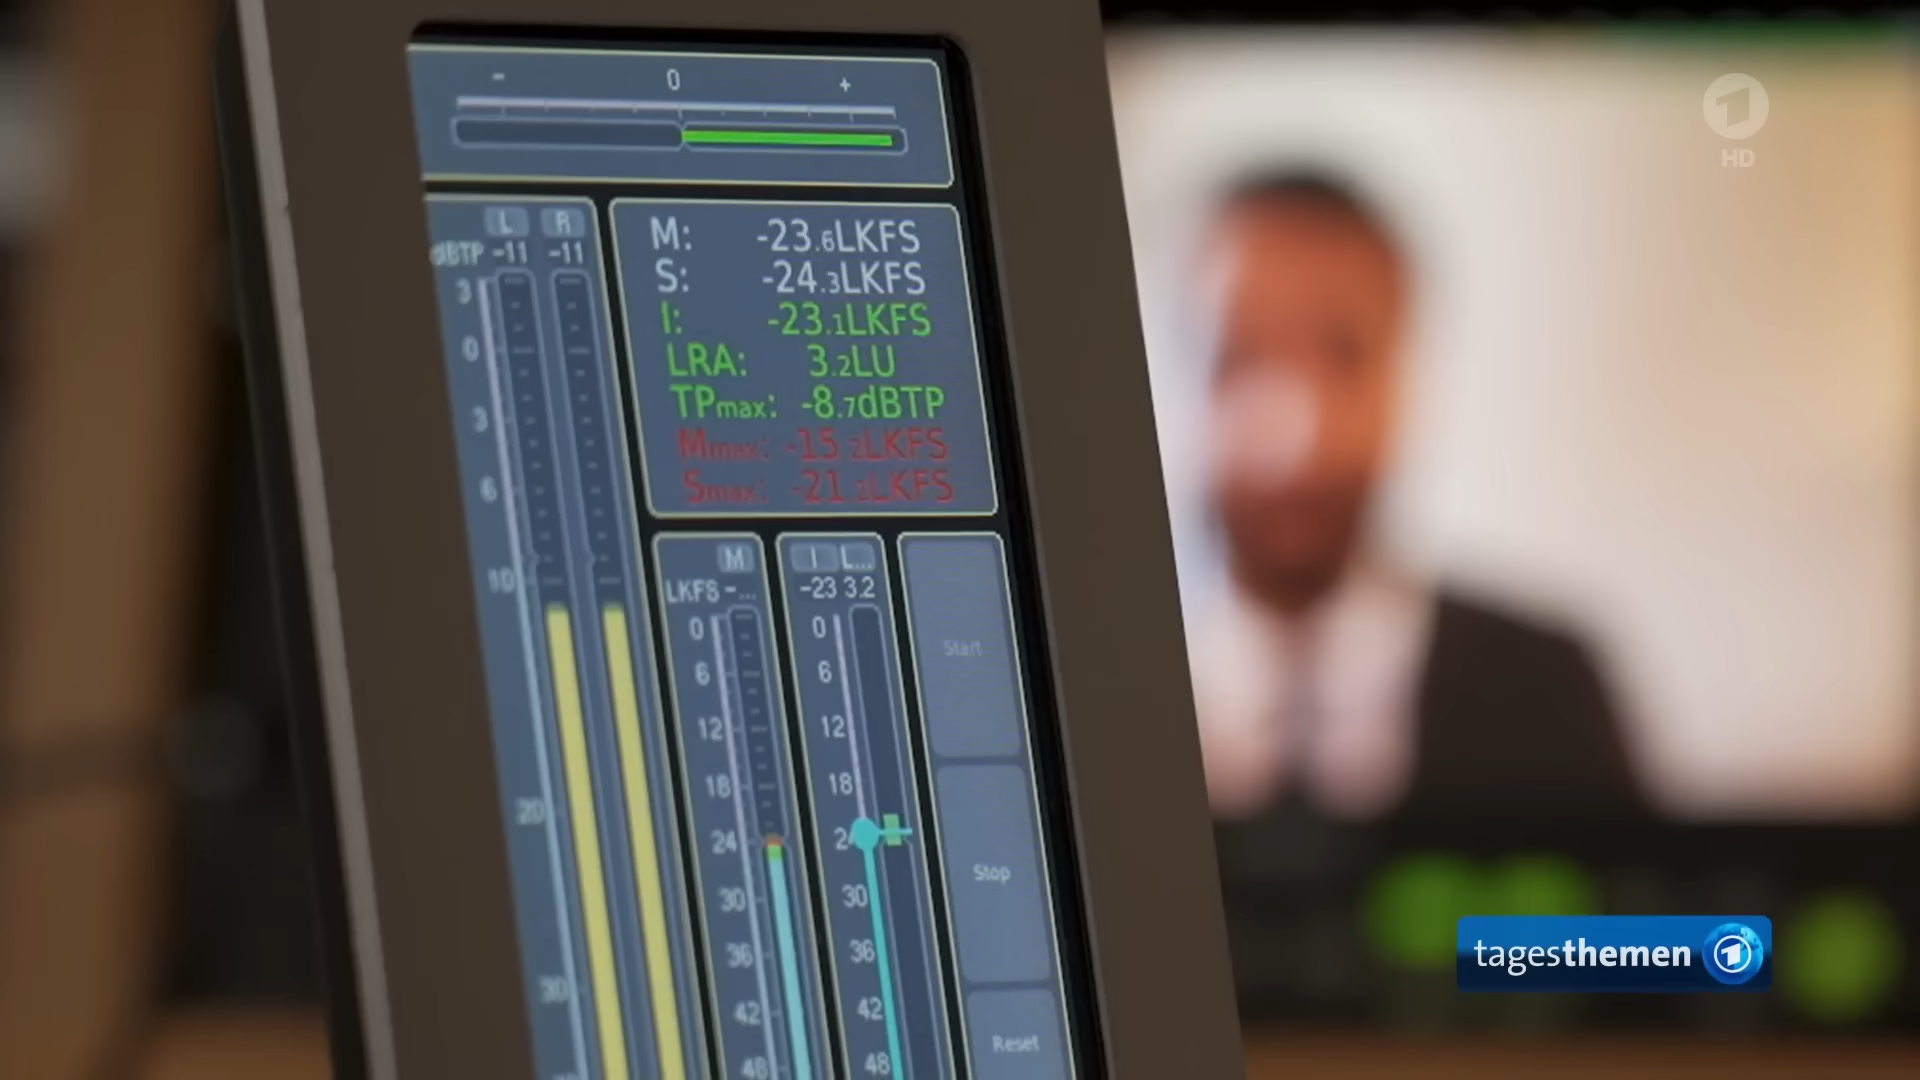 - 0 +
L R
dBTP -11 -11
3
0
3
6
10
20
30
M: -23.6LKFS
S: -24.3LKFS
I: -23.1LKFS
LRA: 3.2LU
TPmax: -8.7dBTP
Mmax: -15.2LKFS
Smax: -21.2LKFS
M
LKFS -...
0
6
12
18
24
30
36
42
48
I L...
-23 3.2
0
6
12
18
24
30
36
42
48
Start
Stop
Reset
1
HD
tagesthemen 1